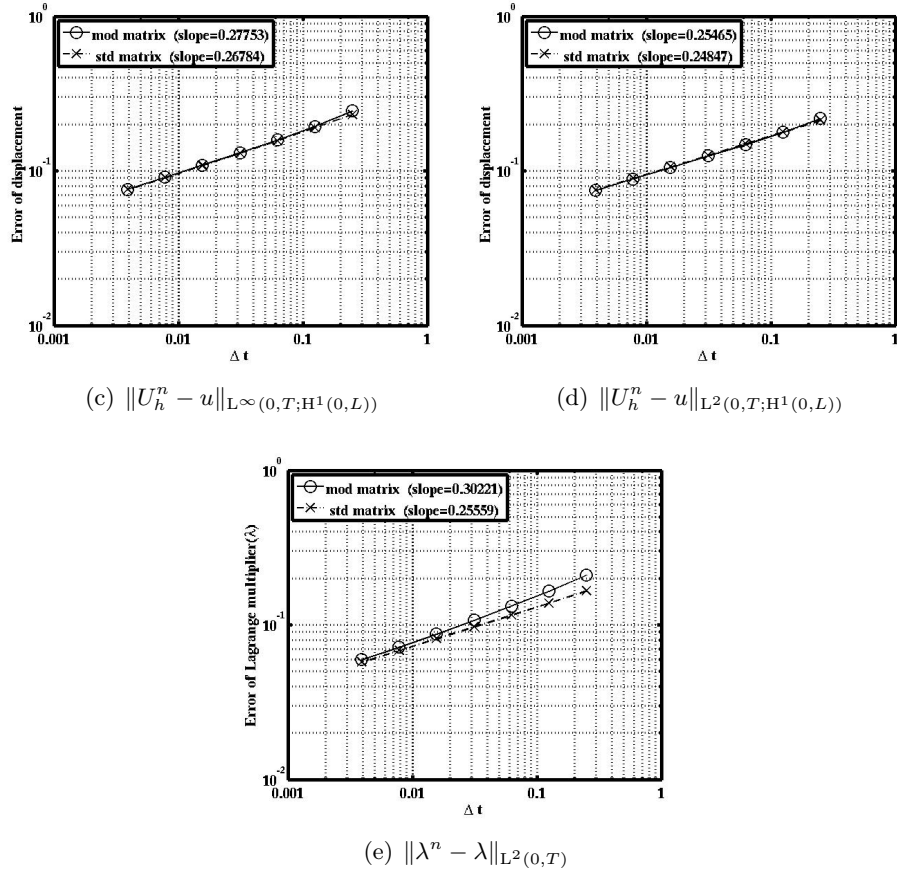 10^0
mod matrix (slope=0.27753)
std matrix (slope=0.26784)
Error of displacement
10^-1
10^-2
0.001 0.01 0.1 1
Δ t
(c) ‖U_h^n − u‖_{L^∞(0,T;H^1(0,L))}
10^0
mod matrix (slope=0.25465)
std matrix (slope=0.24847)
Error of displacement
10^-1
10^-2
0.001 0.01 0.1 1
Δ t
(d) ‖U_h^n − u‖_{L^2(0,T;H^1(0,L))}
10^0
mod matrix (slope=0.30221)
std matrix (slope=0.25559)
Error of Lagrange multiplier(λ)
10^-1
10^-2
0.001 0.01 0.1 1
Δ t
(e) ‖λ^n − λ‖_{L^2(0,T)}